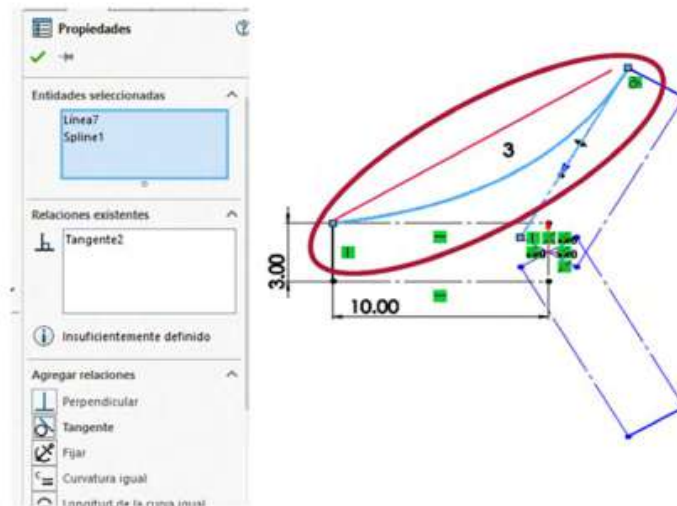 Propiedades
Entidades seleccionadas
Línea7
Spline1
Relaciones existentes
Tangente2
Insuficientemente definido
Agregar relaciones
Perpendicular
Tangente
Fijar
Curvatura igual
Longitud de la curva igual
3
3.00
10.00